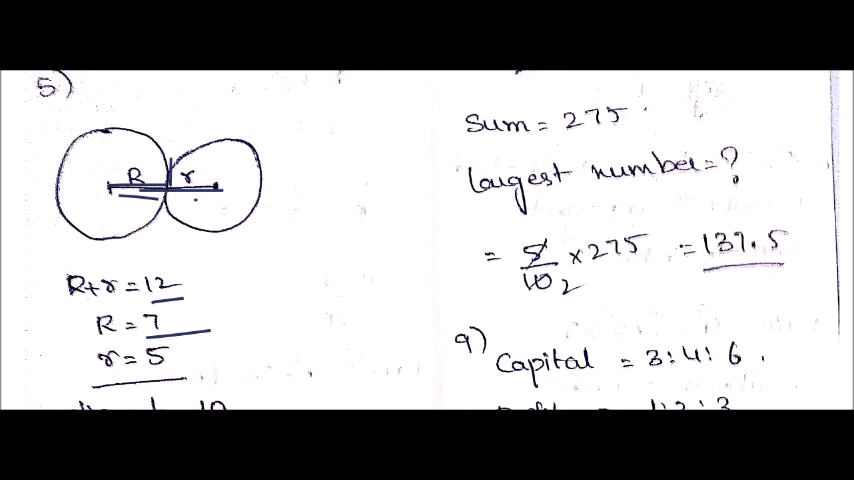 5)
R r
R+r=12
R = 7
r = 5
Sum = 275
largest number = ?
= 5/10 2 x 275 = 137.5
9)
Capital = 3:4:6.